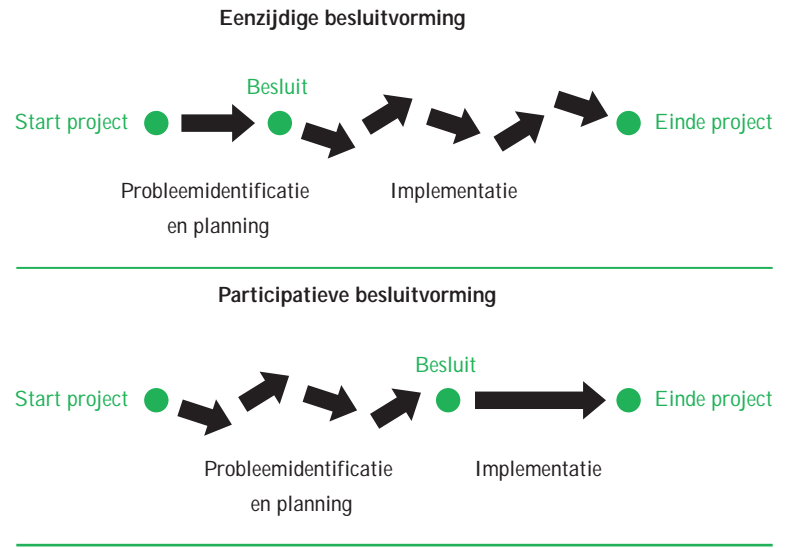 Eenzijdige besluitvorming
Besluit
Start project
Einde project
Probleemidentificatie
en planning
Implementatie
Participatieve besluitvorming
Besluit
Start project
Einde project
Probleemidentificatie
en planning
Implementatie